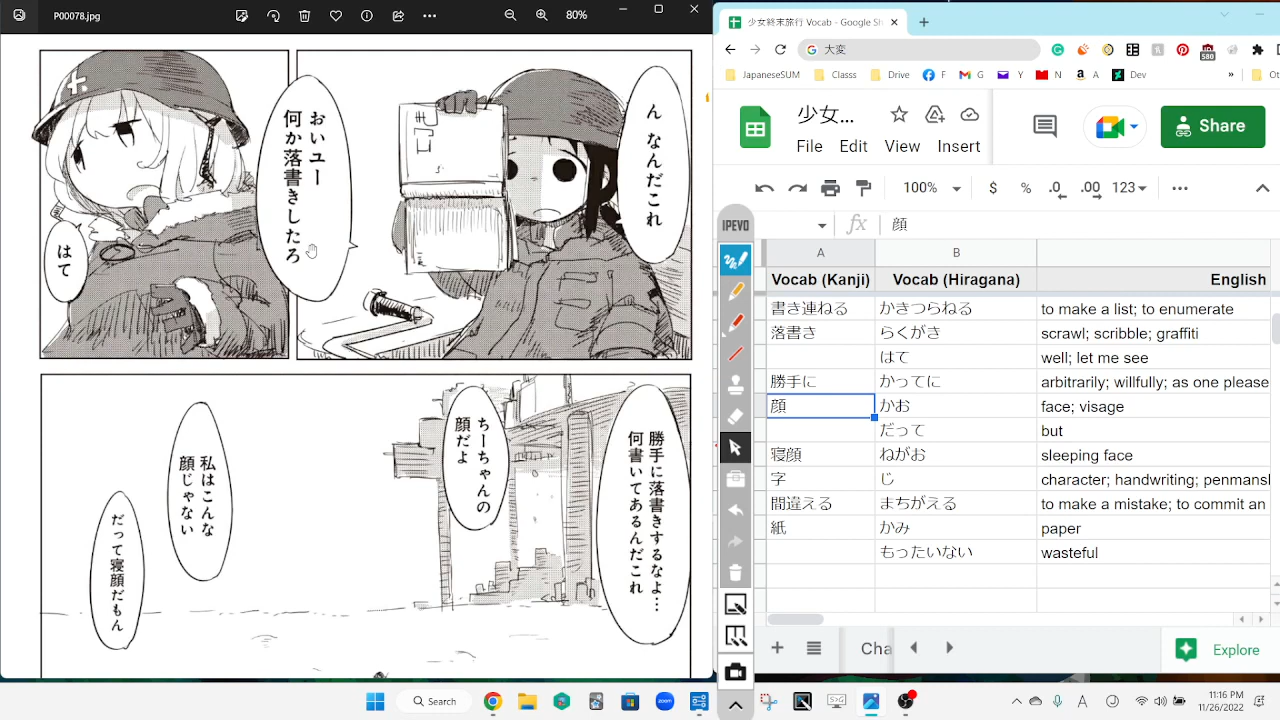 P00078.jpg
80%
ん なんだこれ
おいユー
何か落書きしたろ
はて
勝手に落書きするなよ…
何書いてあるんだこれ
ちーちゃんの
顔だよ
私はこんな
顔じゃない
だって寝顔だもん
少女終末旅行 Vocab - Google Sh
大変
580
JapaneseSUM
Classs
Drive
F
G
Y
N
A
Dev
»
Ot
少女...
File Edit View Insert
Share
100% $ % .0 .00 123
IPEVO
fx 顔
A B
Vocab (Kanji) Vocab (Hiragana) English
書き連ねる かきつらねる to make a list; to enumerate
落書き らくがき scrawl; scribble; graffiti
はて well; let me see
勝手に かってに arbitrarily; willfully; as one please
顔 かお face; visage
だって but
寝顔 ねがお sleeping face
字 じ character; handwriting; penmansh
間違える まちがえる to make a mistake; to commit an
紙 かみ paper
もったいない wasteful
Cha
Explore
Search
zoom
11:16 PM
11/26/2022